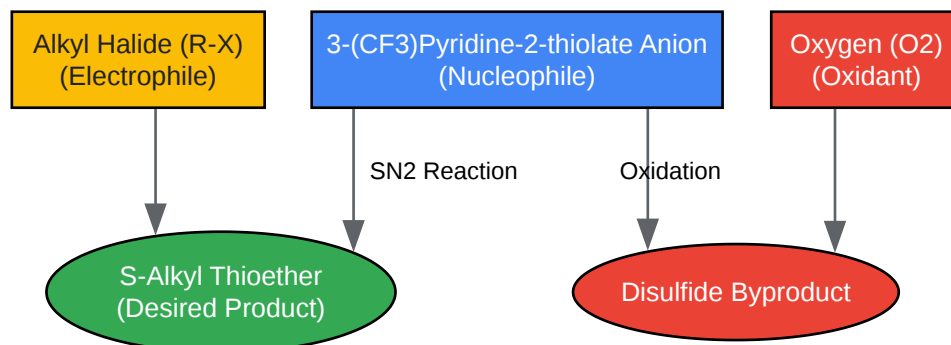 Alkyl Halide (R-X)
(Electrophile)
3-(CF3)Pyridine-2-thiolate Anion
(Nucleophile)
Oxygen (O2)
(Oxidant)
SN2 Reaction
Oxidation
S-Alkyl Thioether
(Desired Product)
Disulfide Byproduct